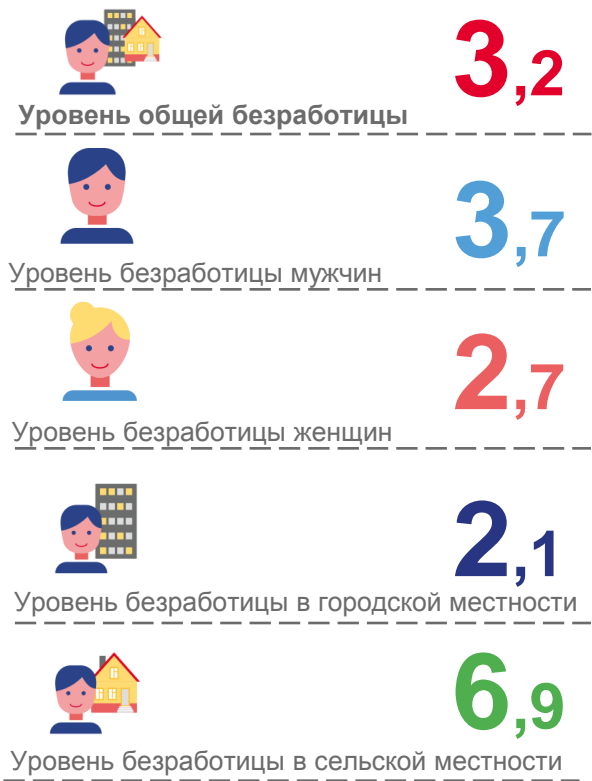 3,2
Уровень общей безработицы
3,7
Уровень безработицы мужчин
2,7
Уровень безработицы женщин
2,1
Уровень безработицы в городской местности
6,9
Уровень безработицы в сельской местности